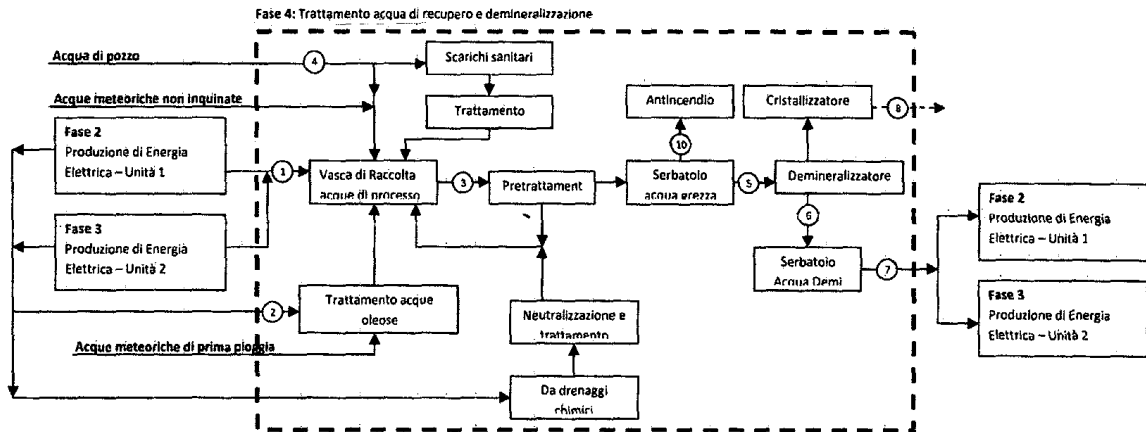 Fase 4: Trattamento acqua di recupero e demineralizzazione
Acqua di pozzo
4
Scarichi sanitari
Acque meteoriche non inquinate
Trattamento
Antincendio
Cristallizzatore
8
Fase 2
Produzione di Energia
Elettrica – Unità 1
10
1
Vasca di Raccolta
acque di processo
3
Pretrattament
Serbatoio
acqua grezza
5
Demineralizzatore
Fase 3
Produzione di Energia
Elettrica – Unità 2
6
Fase 2
Produzione di Energia
Elettrica – Unità 1
Serbatoio
Acqua Demi
7
2
Trattamento acque
oleose
Neutralizzazione e
trattamento
Fase 3
Produzione di Energia
Elettrica – Unità 2
Acque meteoriche di prima pioggia
Da drenaggi
chimici